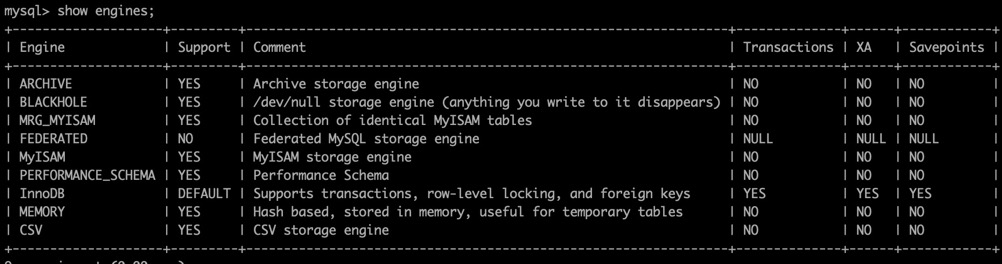 mysql> show engines;
+--------------------+---------+----------------------------------------------------------------+--------------+------+------------+
| Engine | Support | Comment | Transactions | XA | Savepoints |
+--------------------+---------+----------------------------------------------------------------+--------------+------+------------+
| ARCHIVE | YES | Archive storage engine | NO | NO | NO |
| BLACKHOLE | YES | /dev/null storage engine (anything you write to it disappears) | NO | NO | NO |
| MRG_MYISAM | YES | Collection of identical MyISAM tables | NO | NO | NO |
| FEDERATED | NO | Federated MySQL storage engine | NULL | NULL | NULL |
| MyISAM | YES | MyISAM storage engine | NO | NO | NO |
| PERFORMANCE_SCHEMA | YES | Performance Schema | NO | NO | NO |
| InnoDB | DEFAULT | Supports transactions, row-level locking, and foreign keys | YES | YES | YES |
| MEMORY | YES | Hash based, stored in memory, useful for temporary tables | NO | NO | NO |
| CSV | YES | CSV storage engine | NO | NO | NO |
+--------------------+---------+----------------------------------------------------------------+--------------+------+------------+